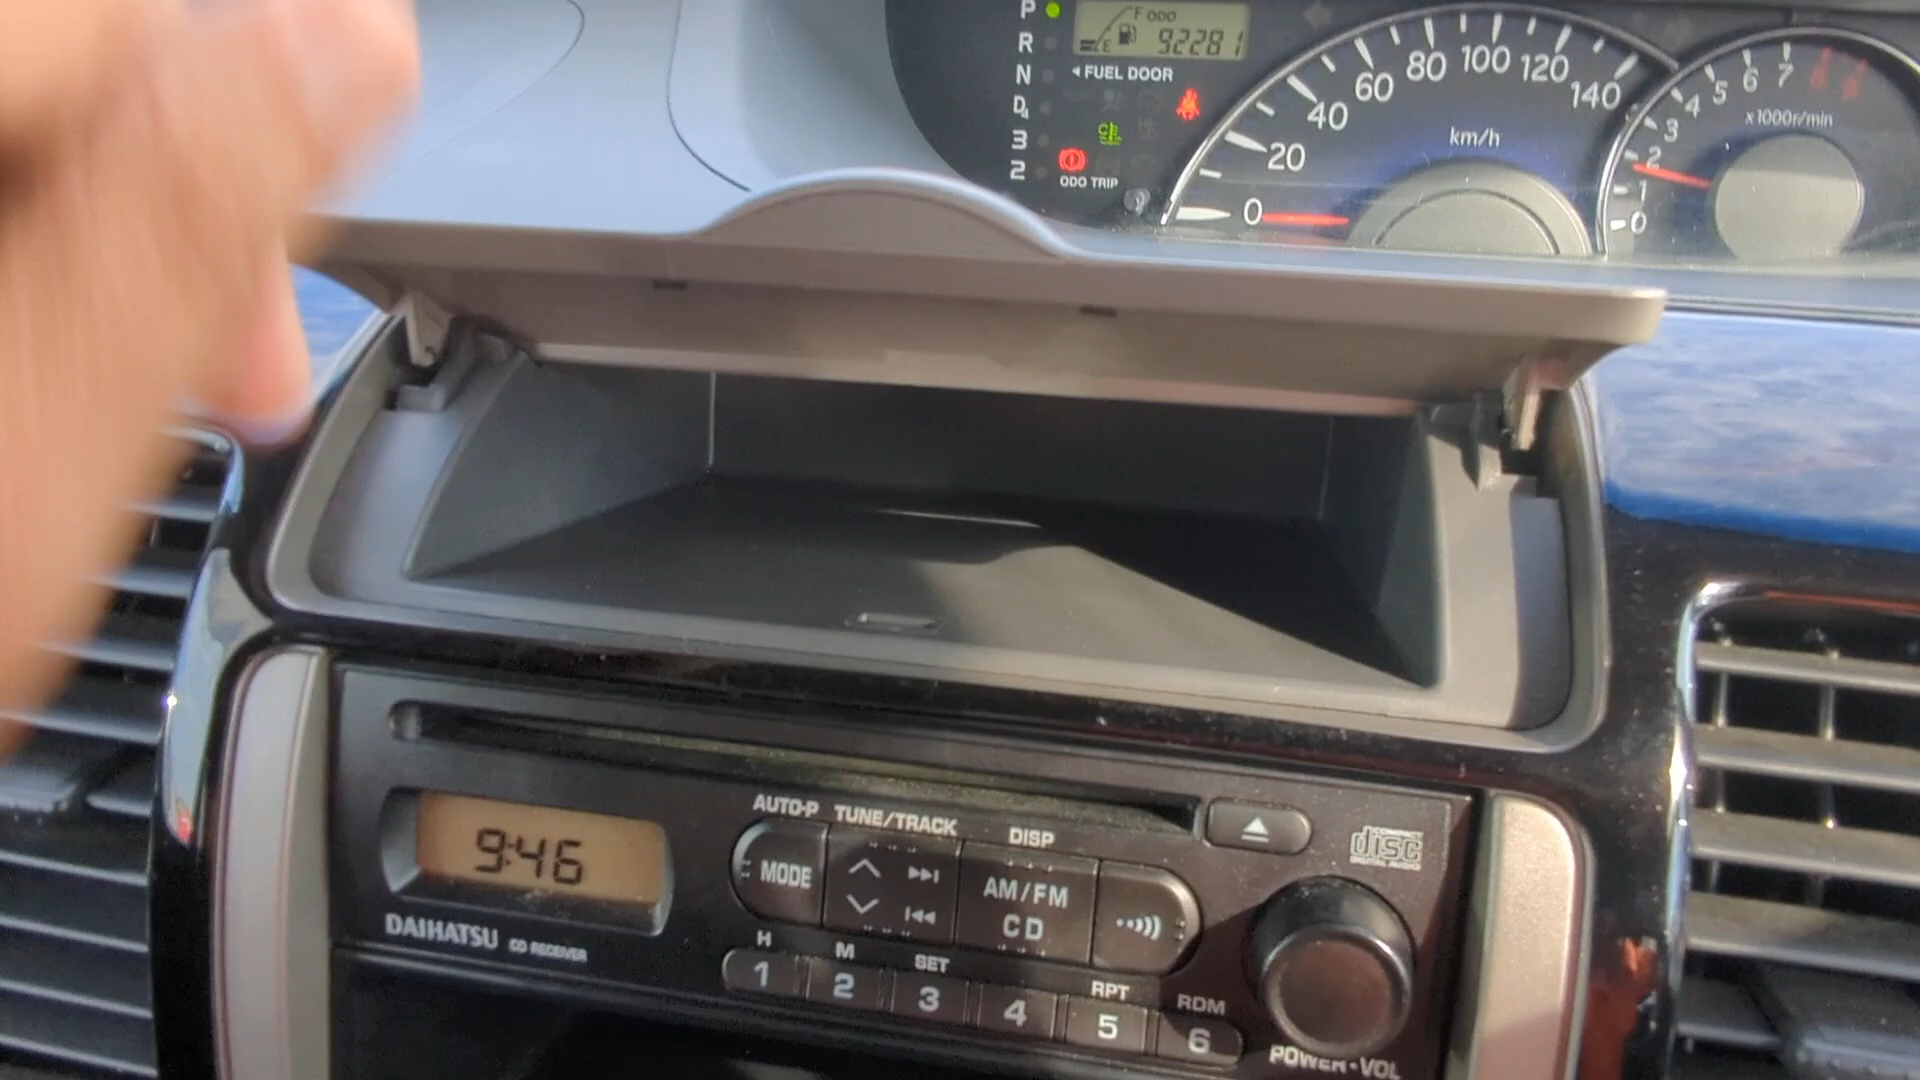 P
R
N
D4
3
2
F ODO
E 92281
FUEL DOOR
ODO TRIP
0 20 40 60 80 100 120 140
km/h
0 1 2 3 4 5 6 7
x1000r/min
9:46
DAIHATSU CD RECEIVER
AUTO-P TUNE/TRACK DISP
MODE AM/FM
CD
COMPACT
disc
DIGITAL AUDIO
H M SET RPT RDM
1 2 3 4 5 6
POWER·VOL